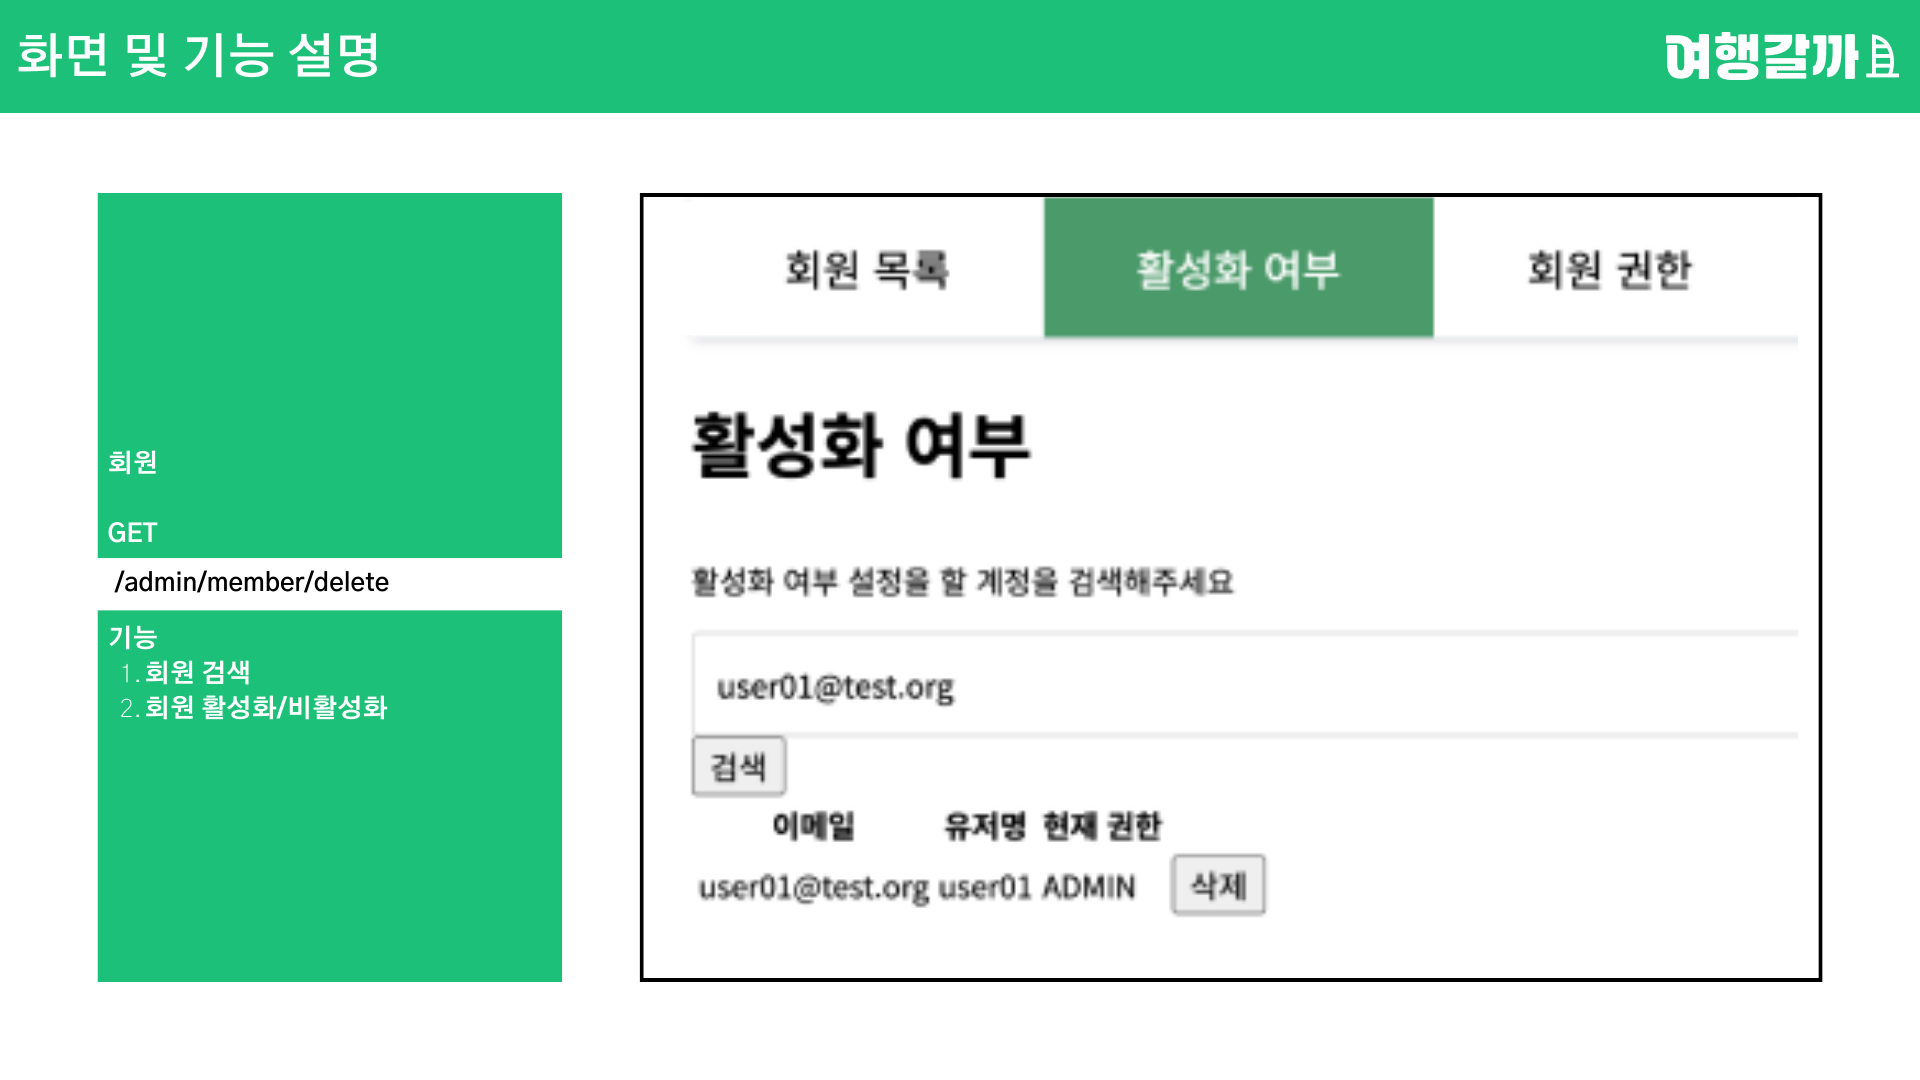 화면 및 기능 설명
여행갈까
회원
GET
/admin/member/delete
기능
1. 회원 검색
2. 회원 활성화/비활성화
회원 목록
활성화 여부
회원 권한
활성화 여부
활성화 여부 설정을 할 계정을 검색해주세요
user01@test.org
검색
이메일 유저명 현재 권한
user01@test.org user01 ADMIN 삭제